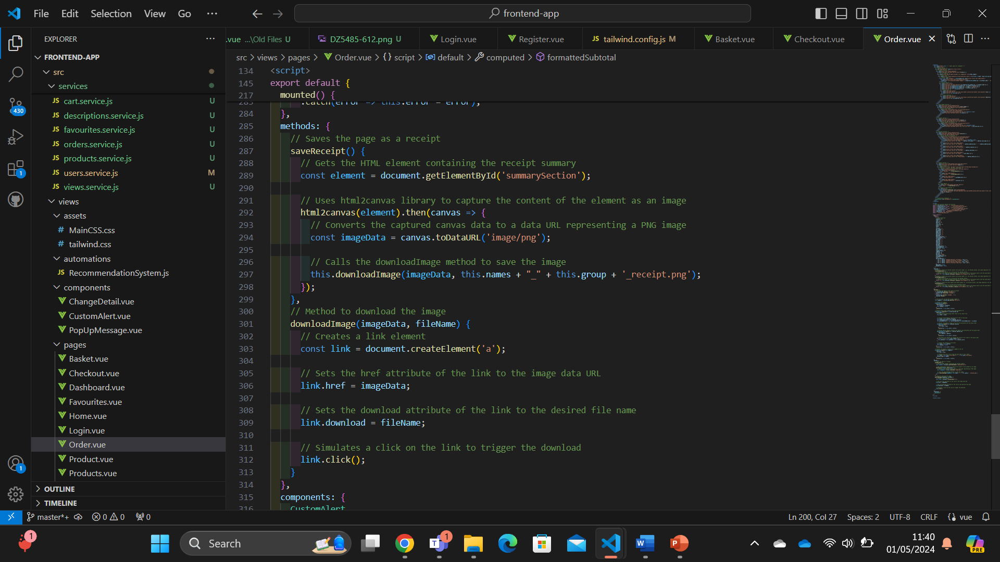 File Edit Selection View Go ···
frontend-app
EXPLORER ···
.vue ...\Old Files U DZ5485-612.png U Login.vue Register.vue JS tailwind.config.js M Basket.vue Checkout.vue Order.vue ···
FRONTEND-APP
src > views > pages > Order.vue > {} script > default > computed > formattedSubtotal
src
services
JS cart.service.js U
JS descriptions.service.js U
JS favourites.service.js U
JS orders.service.js U
JS products.service.js U
JS users.service.js M
JS views.service.js U
views
assets
# MainCSS.css
# tailwind.css
automations
JS RecommendationSystem.js
components
ChangeDetail.vue
CustomAlert.vue
PopUpMessage.vue
pages
Basket.vue
Checkout.vue
Dashboard.vue
Favourites.vue
Home.vue
Login.vue
Order.vue
Product.vue
Products.vue
OUTLINE
TIMELINE
430
1
1
134 <script>
145 export default {
217 mounted() {
283 .catch(error => this.error = error);
284 },
285 methods: {
286 // Saves the page as a receipt
287 saveReceipt() {
288 // Gets the HTML element containing the receipt summary
289 const element = document.getElementById('summarySection');
290
291 // Uses html2canvas library to capture the content of the element as an image
292 html2canvas(element).then(canvas => {
293 // Converts the captured canvas data to a data URL representing a PNG image
294 const imageData = canvas.toDataURL('image/png');
295
296 // Calls the downloadImage method to save the image
297 this.downloadImage(imageData, this.names + "_" + this.group + '_receipt.png');
298 });
299 },
300 // Method to download the image
301 downloadImage(imageData, fileName) {
302 // Creates a link element
303 const link = document.createElement('a');
304
305 // Sets the href attribute of the link to the image data URL
306 link.href = imageData;
307
308 // Sets the download attribute of the link to the desired file name
309 link.download = fileName;
310
311 // Simulates a click on the link to trigger the download
312 link.click();
313 }
314 },
315 components: {
316 CustomAlert
master*+ 0 0 0
Ln 200, Col 27 Spaces: 2 UTF-8 CRLF {} vue
1
Search
1
11:40
01/05/2024
PRE